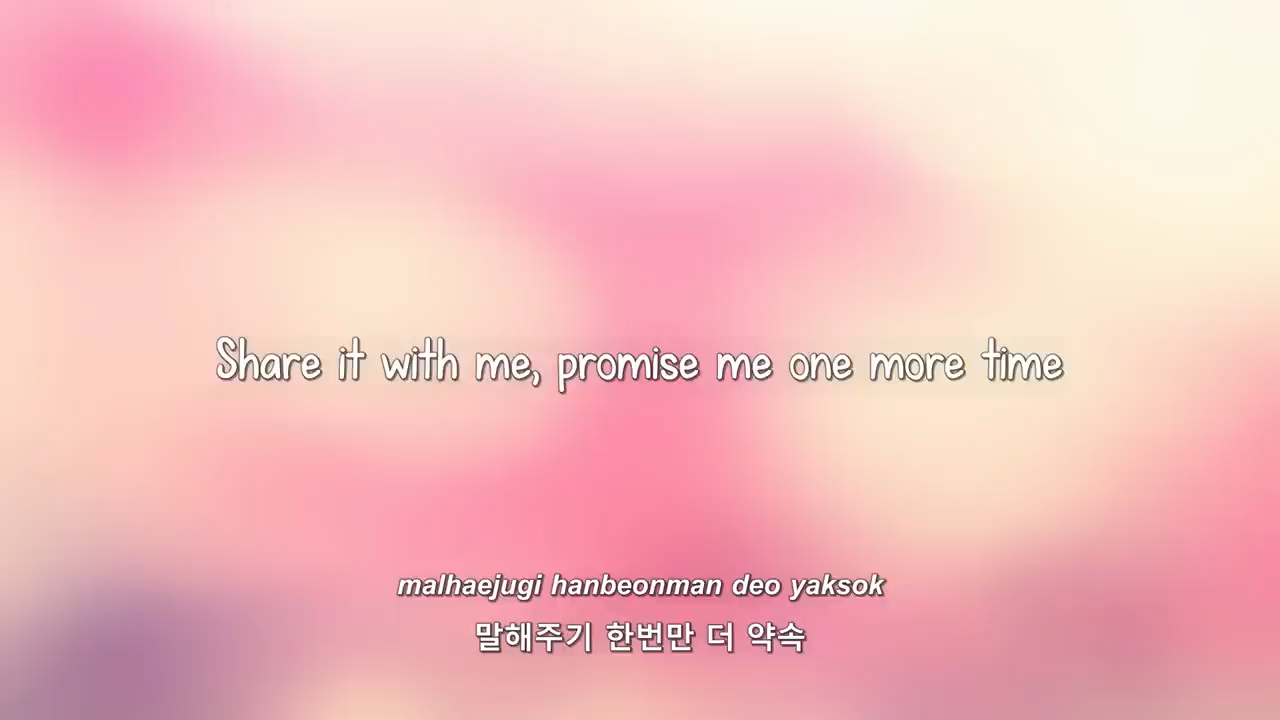 Share it with me, promise me one more time
malhaejugi hanbeonman deo yaksok
말해주기 한번만 더 약속